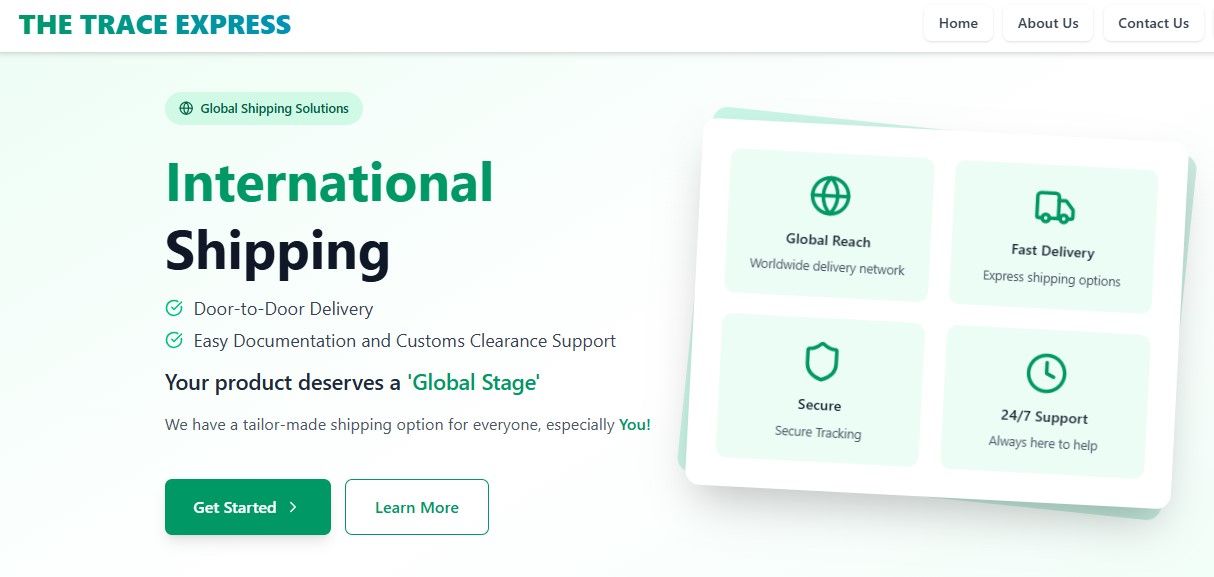 THE TRACE EXPRESS
Home
About Us
Contact Us
Global Shipping Solutions
International
Shipping
Door-to-Door Delivery
Easy Documentation and Customs Clearance Support
Your product deserves a 'Global Stage'
We have a tailor-made shipping option for everyone, especially You!
Get Started
Learn More
Global Reach
Worldwide delivery network
Fast Delivery
Express shipping options
Secure
Secure Tracking
24/7 Support
Always here to help